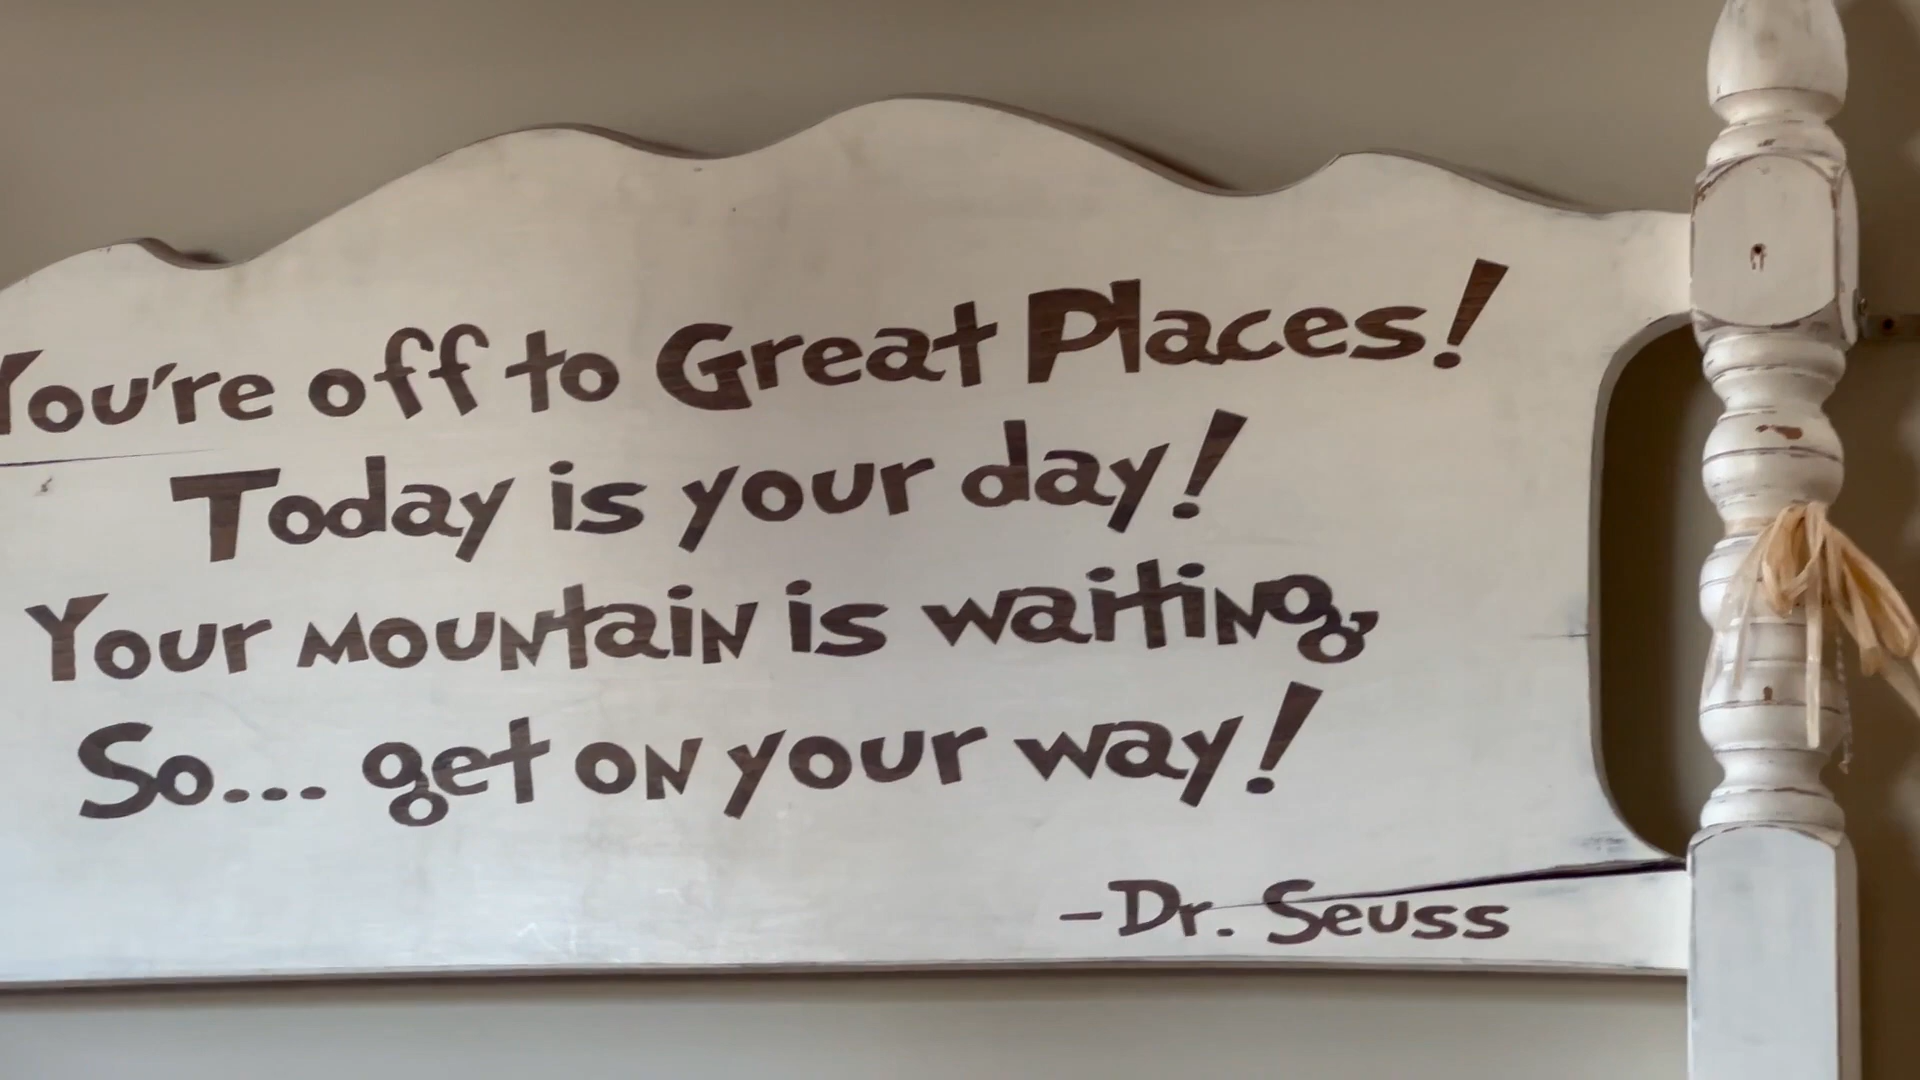 You're off to Great Places!
Today is your day!
Your mountain is waiting,
So... get on your way!
-Dr. Seuss